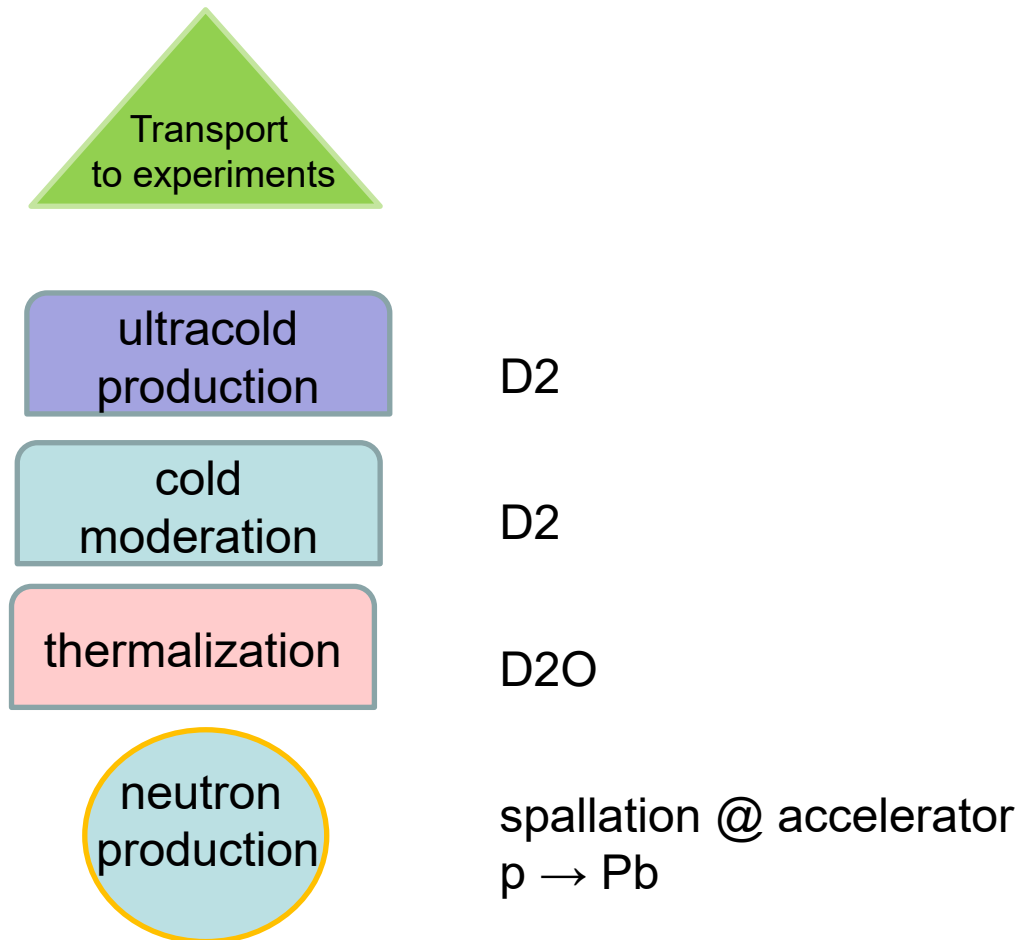 Transport
to experiments
ultracold
production
D2
cold
moderation
D2
thermalization
D2O
neutron
production
spallation @ accelerator
p → Pb